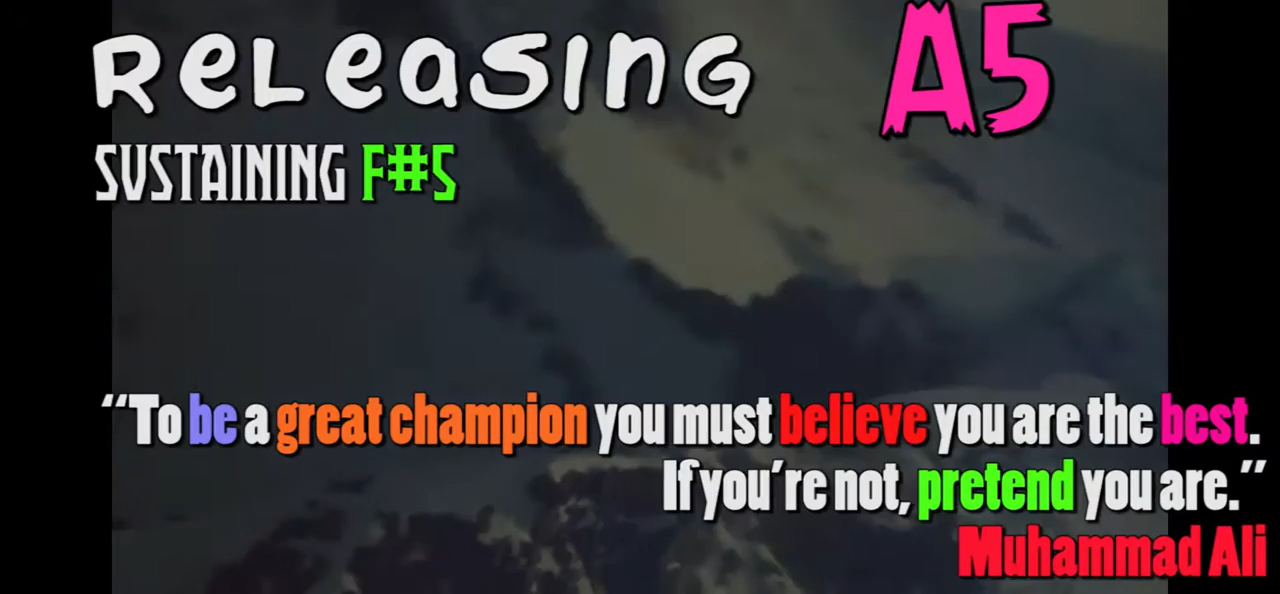 Releasing A5
SUSTAINING F#5
“To be a great champion you must believe you are the best.
If you’re not, pretend you are.”
Muhammad Ali